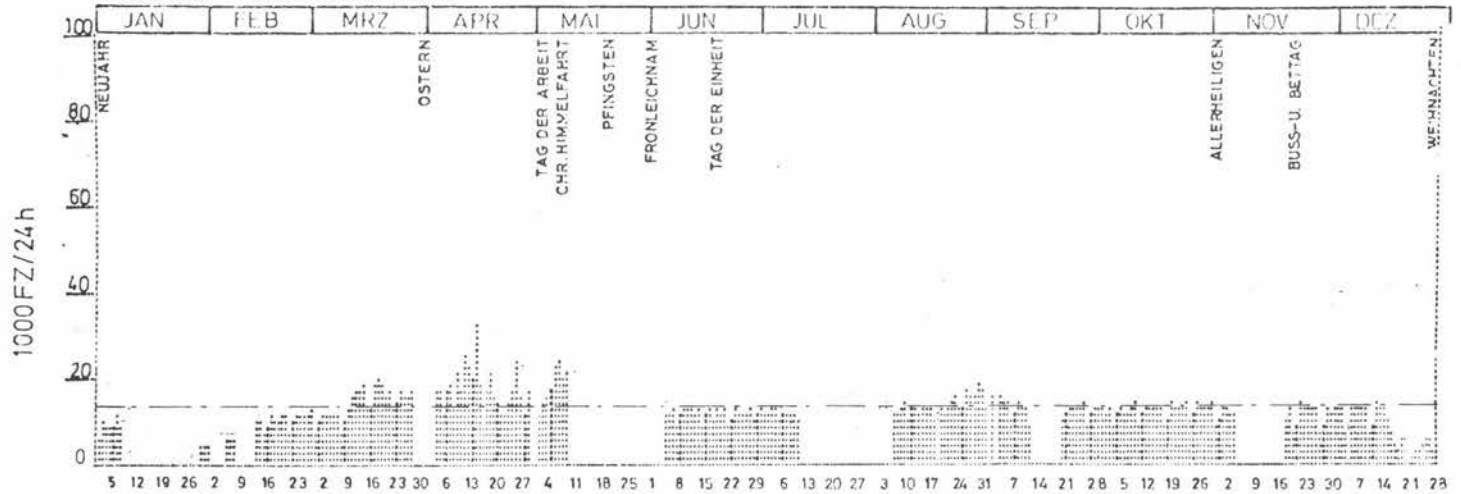 JAN FEB MRZ APR MAI JUN JUL AUG SEP OKT NOV DEZ
100
80
60
40
20
0
1000FZ/24h
NEUJAHR
OSTERN
TAG DER ARBEIT
CHR. HIMMELFAHRT
PFINGSTEN
FRONLEICHNAM
TAG DER EINHEIT
ALLERHEILIGEN
BUSS-U. BETTAG
WEIHNACHTEN
5 12 19 26 2 9 16 23 2 9 16 23 30 6 13 20 27 4 11 18 25 1 8 15 22 29 6 13 20 27 3 10 17 24 31 7 14 21 28 5 12 19 26 2 9 16 23 30 7 14 21 28